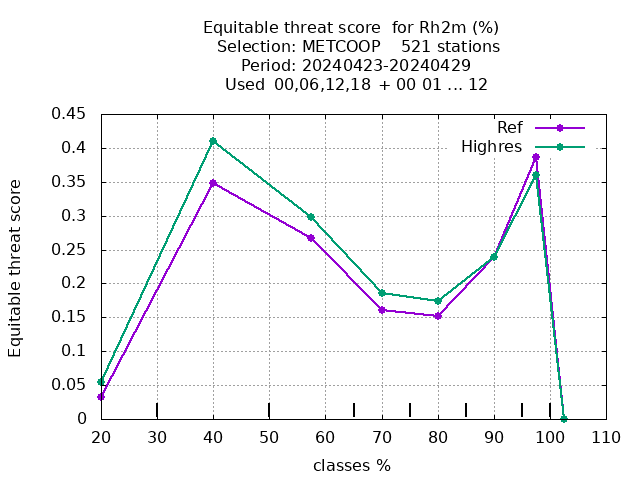 Equitable threat score  for Rh2m (%)
Selection: METCOOP    521 stations
Period: 20240423-20240429
Used  00,06,12,18 + 00 01 ... 12
Ref
Highres
0.45
0.4
0.35
0.3
0.25
0.2
0.15
0.1
0.05
0
Equitable threat score
20 30 40 50 60 70 80 90 100 110
classes %